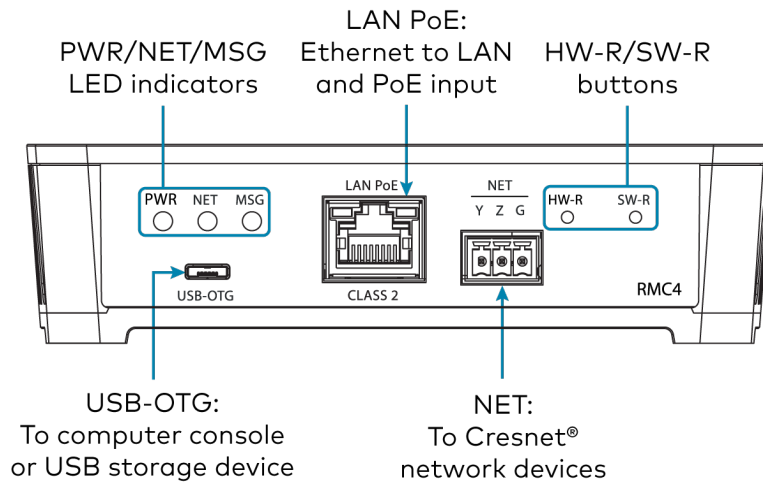 LAN PoE:
PWR/NET/MSG Ethernet to LAN HW-R/SW-R
LED indicators and PoE input buttons
LAN PoE NET
PWR NET MSG HW-R SW-R
Y Z G
USB-OTG CLASS 2 RMC4
USB-OTG: NET:
To computer console To Cresnet®
or USB storage device network devices